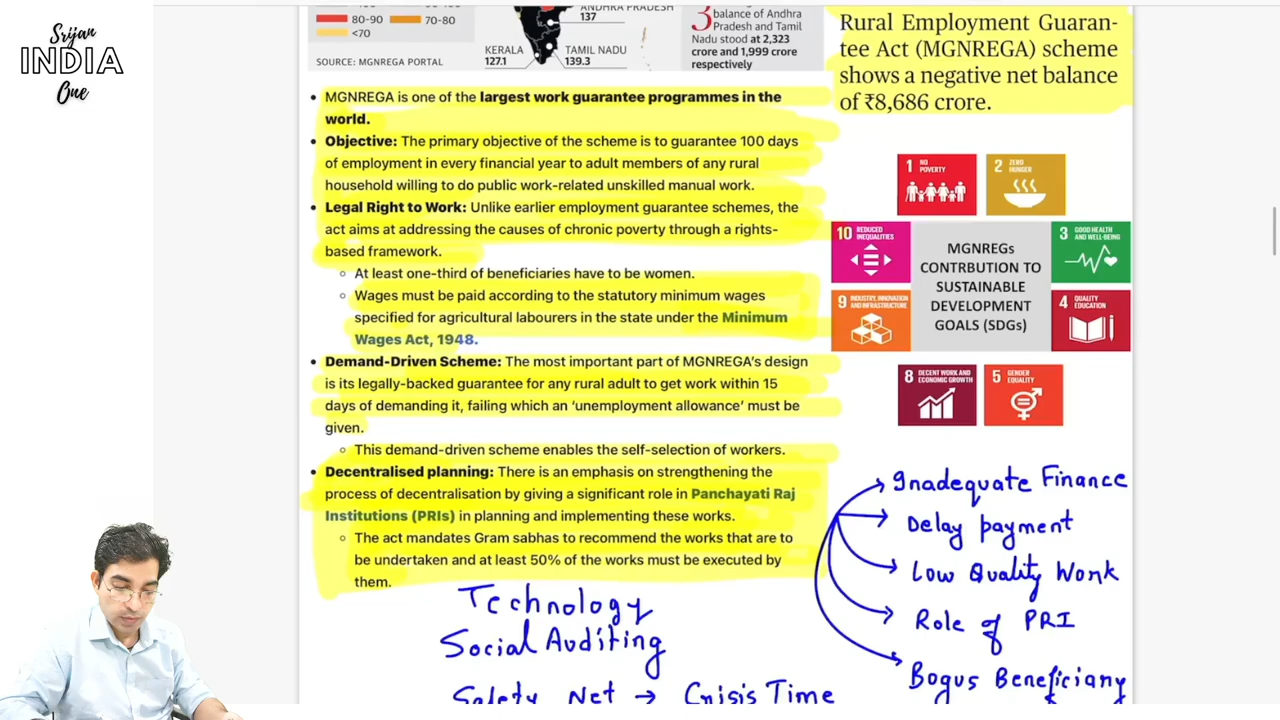 Srijan
INDIA
One
80-90
70-80
<70
SOURCE: MGNREGA PORTAL
ANDHRA PRADESH
137
KERALA
127.1
TAMIL NADU
139.3
3
balance of Andhra
Pradesh and Tamil
Nadu stood at 2,323
crore and 1,999 crore
respectively
Rural Employment Guaran-
tee Act (MGNREGA) scheme
shows a negative net balance
of ₹8,686 crore.
• MGNREGA is one of the largest work guarantee programmes in the
world.
• Objective: The primary objective of the scheme is to guarantee 100 days
of employment in every financial year to adult members of any rural
household willing to do public work-related unskilled manual work.
• Legal Right to Work: Unlike earlier employment guarantee schemes, the
act aims at addressing the causes of chronic poverty through a rights-
based framework.
○ At least one-third of beneficiaries have to be women.
○ Wages must be paid according to the statutory minimum wages
specified for agricultural labourers in the state under the Minimum
Wages Act, 1948.
• Demand-Driven Scheme: The most important part of MGNREGA's design
is its legally-backed guarantee for any rural adult to get work within 15
days of demanding it, failing which an 'unemployment allowance' must be
given.
○ This demand-driven scheme enables the self-selection of workers.
• Decentralised planning: There is an emphasis on strengthening the
process of decentralisation by giving a significant role in Panchayati Raj
Institutions (PRIs) in planning and implementing these works.
○ The act mandates Gram sabhas to recommend the works that are to
be undertaken and at least 50% of the works must be executed by
them.
1 NO POVERTY
2 ZERO HUNGER
10 REDUCED INEQUALITIES
3 GOOD HEALTH AND WELL-BEING
MGNREGs
CONTRBUTION TO
SUSTAINABLE
DEVELOPMENT
GOALS (SDGs)
9 INDUSTRY, INNOVATION AND INFRASTRUCTURE
4 QUALITY EDUCATION
8 DECENT WORK AND ECONOMIC GROWTH
5 GENDER EQUALITY
Inadequate Finance
Delay payment
Low Quality Work
Role of PRI
Bogus Beneficiary
Technology
Social Auditing
Safety Net → Crisis Time